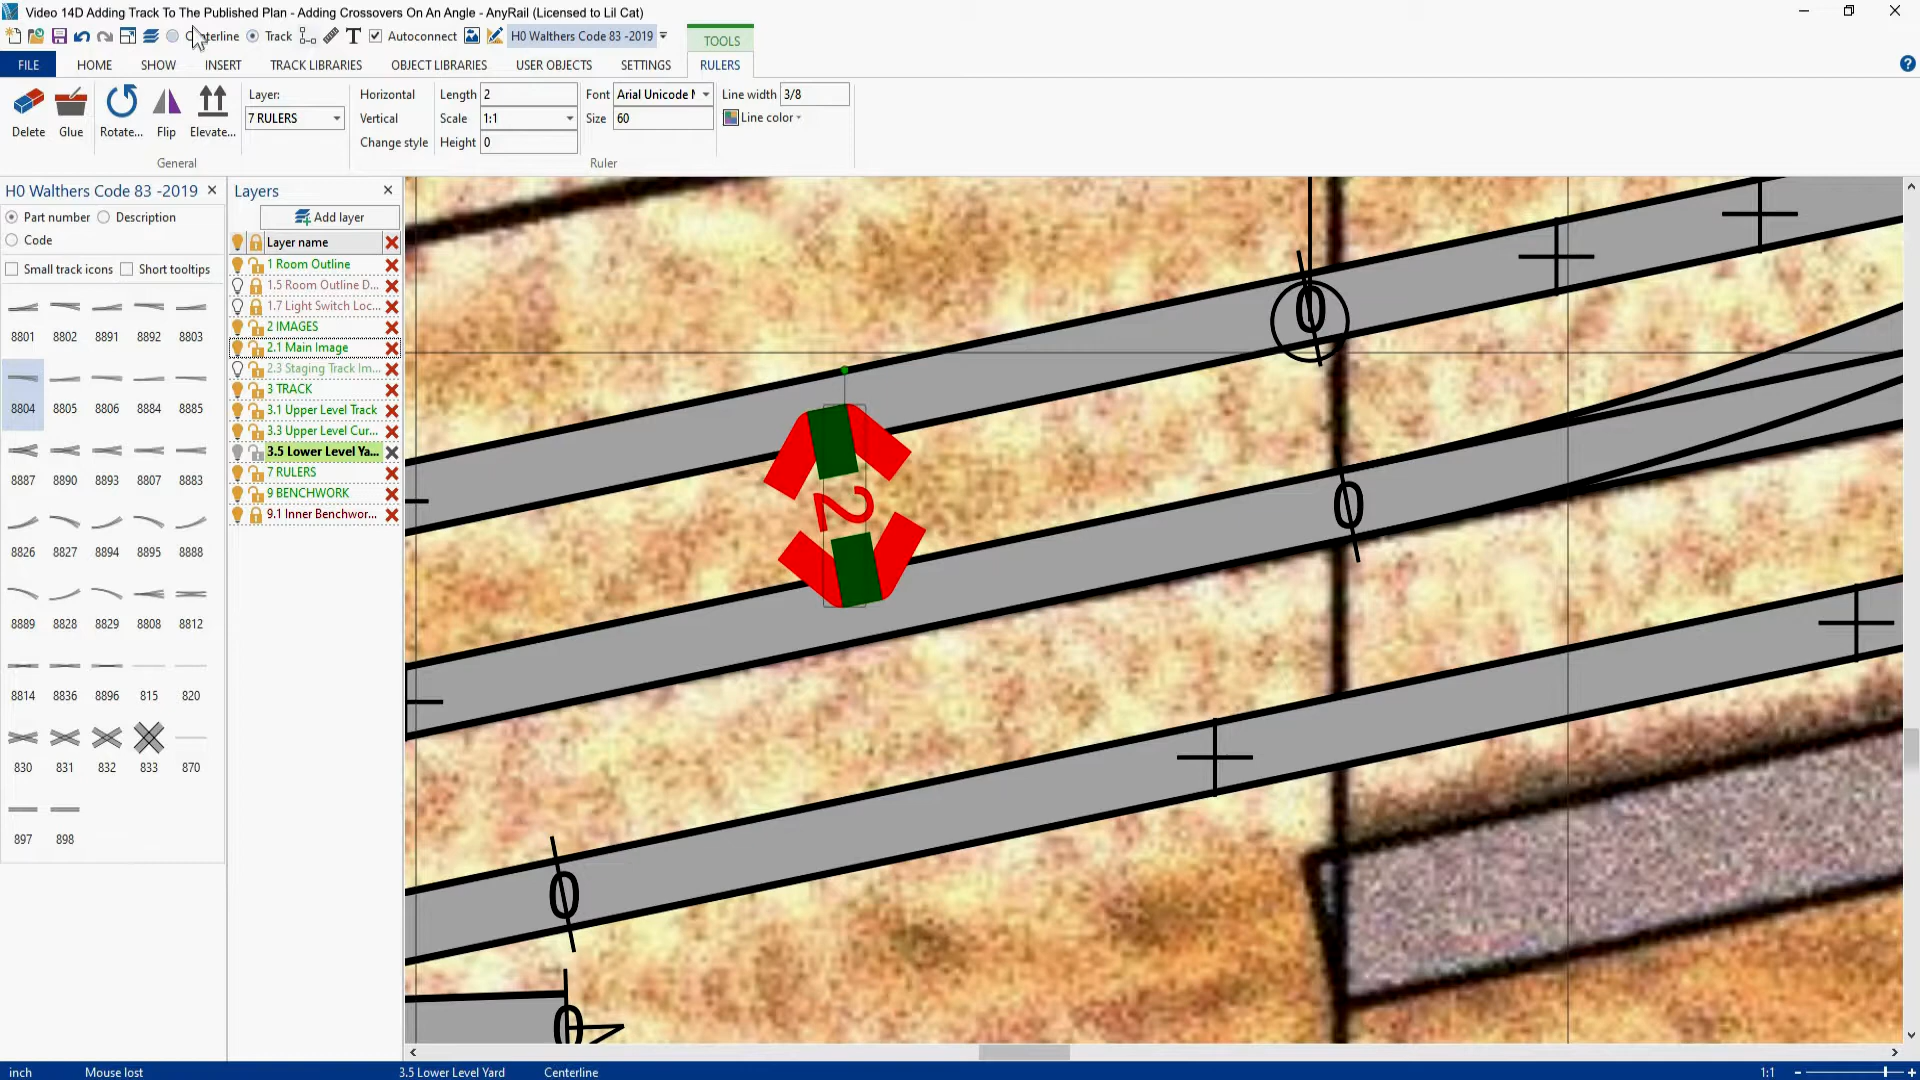 Video 14D Adding Track To The Published Plan - Adding Crossovers On An Angle - AnyRail (Licensed to Lil Cat)
Track Autoconnect H0 Walthers Code 83 -2019 TOOLS
FILE HOME SHOW INSERT TRACK LIBRARIES OBJECT LIBRARIES USER OBJECTS SETTINGS RULERS
Delete Glue Rotate... Flip Elevate...
General
Layer:
7 RULERS
Horizontal Length 2 Font Arial Unicode Line width 3/8
Vertical Scale 1:1 Size 60 Line color
Change style Height 0
Ruler
H0 Walthers Code 83 -2019
Part number Description
Code
Small track icons Short tooltips
8801 8802 8891 8892 8803
8804 8805 8806 8884 8885
8887 8890 8893 8807 8883
8826 8827 8894 8895 8888
8889 8828 8829 8808 8812
8814 8836 8896 815 820
830 831 832 833 870
897 898
Layers
Add layer
Layer name
1 Room Outline
1.5 Room Outline D...
1.7 Light Switch Loc...
2 IMAGES
2.1 Main Image
2.3 Staging Track Im...
3 TRACK
3.1 Upper Level Track
3.3 Upper Level Cur...
3.5 Lower Level Ya...
7 RULERS
9 BENCHWORK
9.1 Inner Benchwor...
0
2
0
0
0
inch Mouse lost 3.5 Lower Level Yard Centerline 1:1